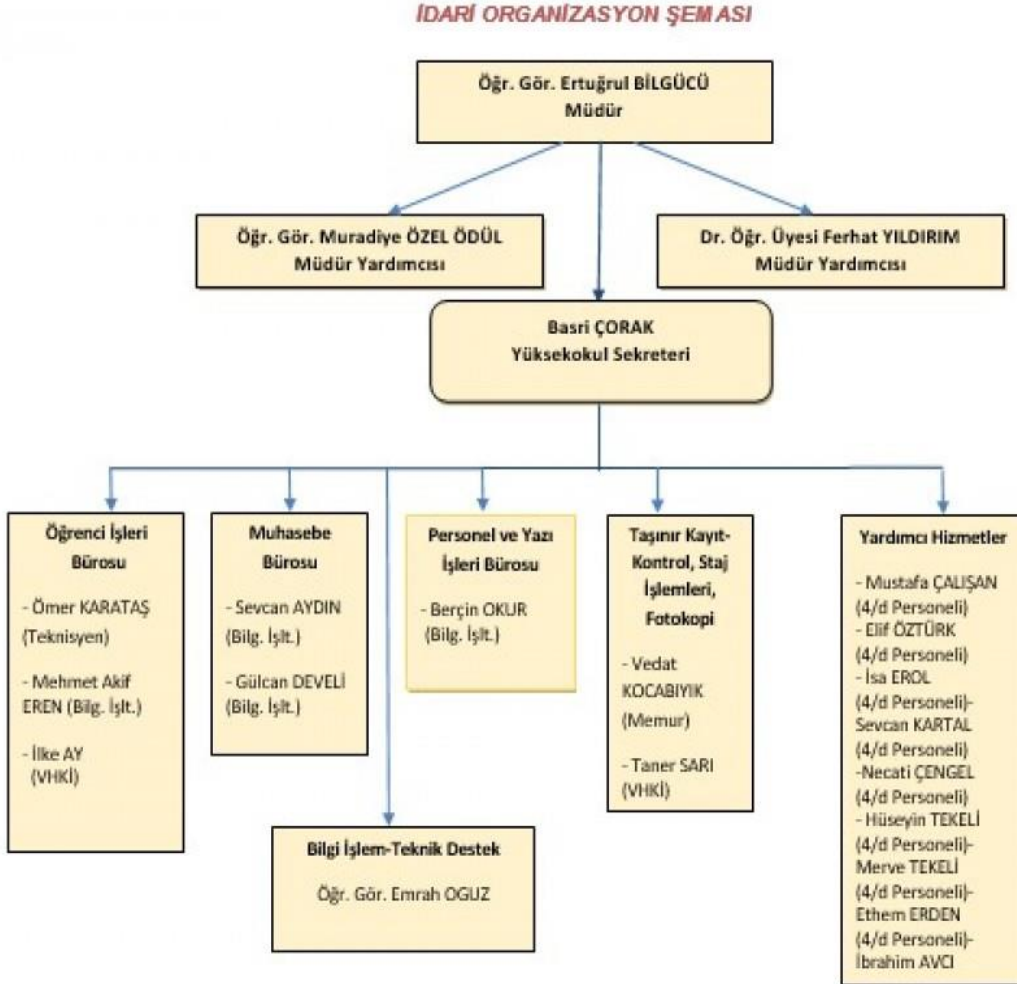 İDARİ ORGANİZASYON ŞEMASI
Öğr. Gör. Ertuğrul BİLGÜCÜ
Müdür
Öğr. Gör. Muradiye ÖZEL ÖDÜL
Müdür Yardımcısı
Dr. Öğr. Üyesi Ferhat YILDIRIM
Müdür Yardımcısı
Basri ÇORAK
Yüksekokul Sekreteri
Öğrenci İşleri
Bürosu
- Ömer KARATAŞ
(Teknisyen)
- Mehmet Akif
EREN (Bilg. İşlt.)
- İlke AY
(VHKİ)
Muhasebe
Bürosu
- Sevcan AYDIN
(Bilg. İşlt.)
- Gülcan DEVELİ
(Bilg. İşlt.)
Personel ve Yazı
İşleri Bürosu
- Berçin OKUR
(Bilg. İşlt.)
Taşınır Kayıt-
Kontrol, Staj
İşlemleri,
Fotokopi
- Vedat
KOCABIYIK
(Memur)
- Taner SARI
(VHKİ)
Yardımcı Hizmetler
- Mustafa ÇALIŞAN
(4/d Personeli)
- Elif ÖZTÜRK
(4/d Personeli)
- İsa EROL
(4/d Personeli)-
Sevcan KARTAL
(4/d Personeli)
-Necati ÇENGEL
(4/d Personeli)
- Hüseyin TEKELİ
(4/d Personeli)-
Merve TEKELİ
(4/d Personeli)-
Ethem ERDEN
(4/d Personeli)-
İbrahim AVCI
Bilgi İşlem-Teknik Destek
Öğr. Gör. Emrah OGUZ